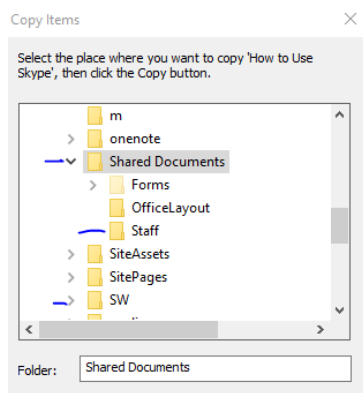 Copy Items
Select the place where you want to copy 'How to Use
Skype', then click the Copy button.
m
onenote
Shared Documents
Forms
OfficeLayout
Staff
SiteAssets
SitePages
SW
Folder:
Shared Documents